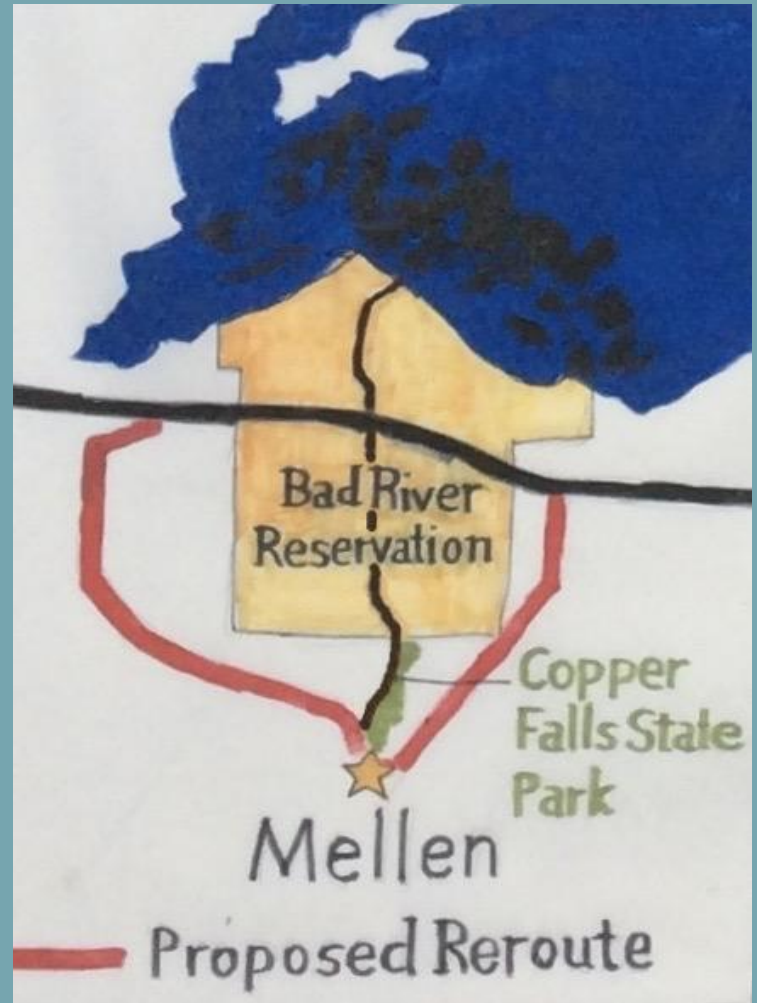 Bad River
Reservation
Copper
Falls State
Park
Mellen
Proposed Reroute